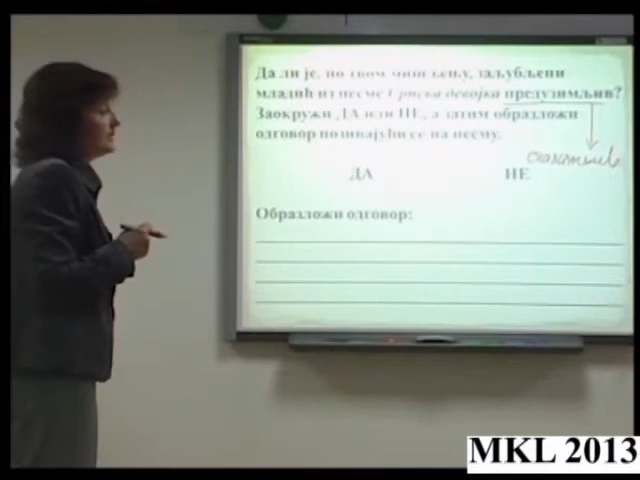 Да ли је, по твом мишљењу, заљубљени
младић из песме Српска девојка предузимљив?
Заокружи ДА или НЕ, а затим образложи
одговор позивајући се на песму.
ДА НЕ
Образложи одговор:
MKL 2013